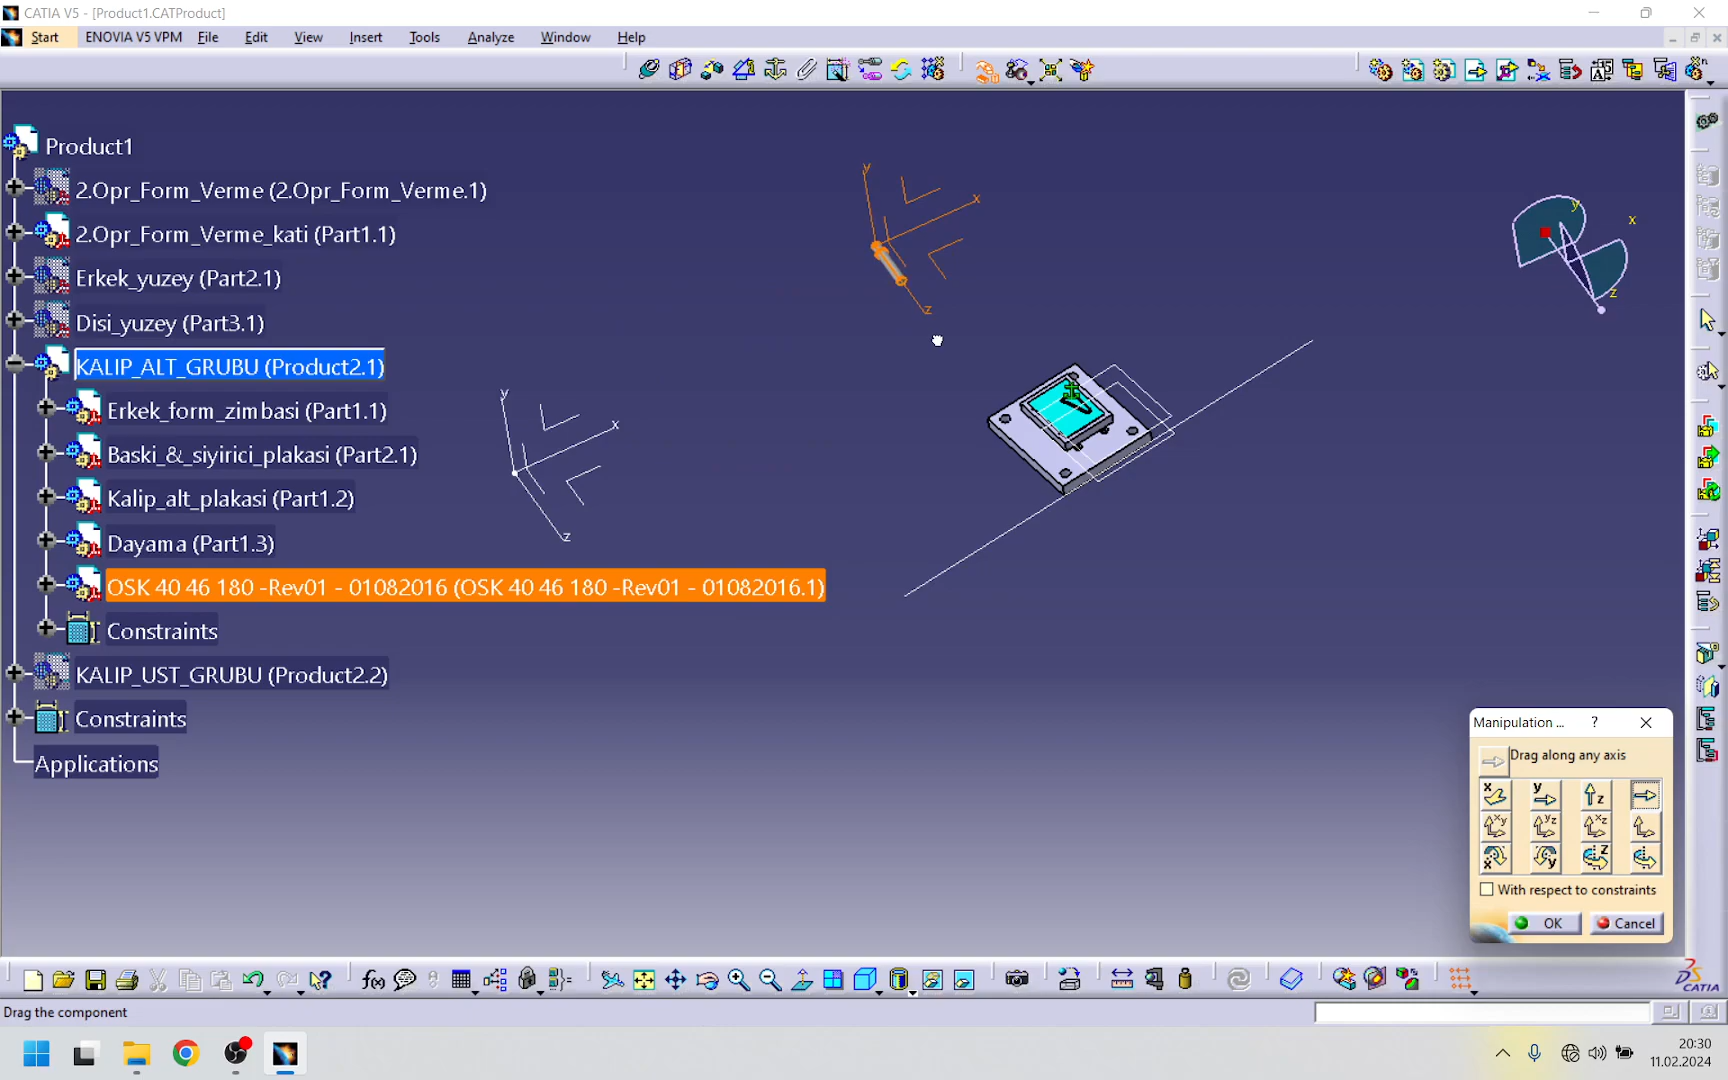 CATIA V5 - [Product1.CATProduct]
Start ENOVIA V5 VPM File Edit View Insert Tools Analyze Window Help
Product1
2.Opr_Form_Verme (2.Opr_Form_Verme.1)
2.Opr_Form_Verme_kati (Part1.1)
Erkek_yuzey (Part2.1)
Disi_yuzey (Part3.1)
KALIP_ALT_GRUBU (Product2.1)
Erkek_form_zimbasi (Part1.1)
Baski_&_siyirici_plakasi (Part2.1)
Kalip_alt_plakasi (Part1.2)
Dayama (Part1.3)
OSK 40 46 180 -Rev01 - 01082016 (OSK 40 46 180 -Rev01 - 01082016.1)
Constraints
KALIP_UST_GRUBU (Product2.2)
Constraints
Applications
y
x
z
y
x
z
y
x
z
Manipulation ... ?
Drag along any axis
x y z
xy yz xz
x y z
With respect to constraints
OK Cancel
f(x)
CATIA
Drag the component
20:30
11.02.2024